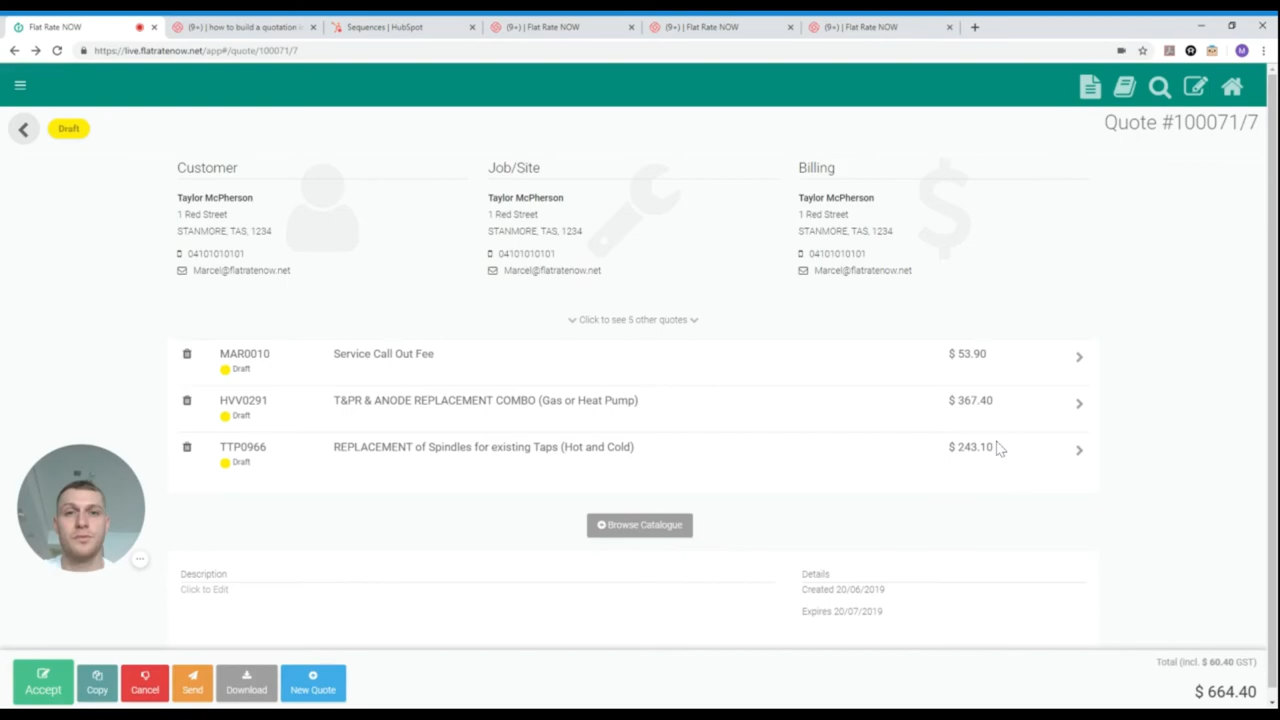 Flat Rate NOW
(9+) | how to build a quotation in
Sequences | HubSpot
(9+) | Flat Rate NOW
(9+) | Flat Rate NOW
(9+) | Flat Rate NOW
https://live.flatratenow.net/app#/quote/100071/7
M
Draft
Quote #100071/7
Customer
Job/Site
Billing
Taylor McPherson
Taylor McPherson
Taylor McPherson
1 Red Street
1 Red Street
1 Red Street
STANMORE, TAS, 1234
STANMORE, TAS, 1234
STANMORE, TAS, 1234
04101010101
04101010101
04101010101
Marcel@flatratenow.net
Marcel@flatratenow.net
Marcel@flatratenow.net
Click to see 5 other quotes
MAR0010 Service Call Out Fee $ 53.90
Draft
HVV0291 T&PR & ANODE REPLACEMENT COMBO (Gas or Heat Pump) $ 367.40
Draft
TTP0966 REPLACEMENT of Spindles for existing Taps (Hot and Cold) $ 243.10
Draft
Browse Catalogue
Description
Click to Edit
Details
Created 20/06/2019
Expires 20/07/2019
Accept
Copy
Cancel
Send
Download
New Quote
Total (incl. $ 60.40 GST)
$ 664.40